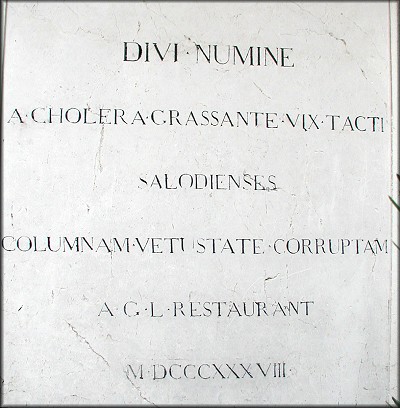 DIVI·NUMINE
A·CHOLERA·GRASSANTE·VIX·TACTI
SALODIENSES
COLUMNAM·VETUSTATE·CORRUPTAM
A·G·L·RESTAURANT
M·DCCCXXXVIII·